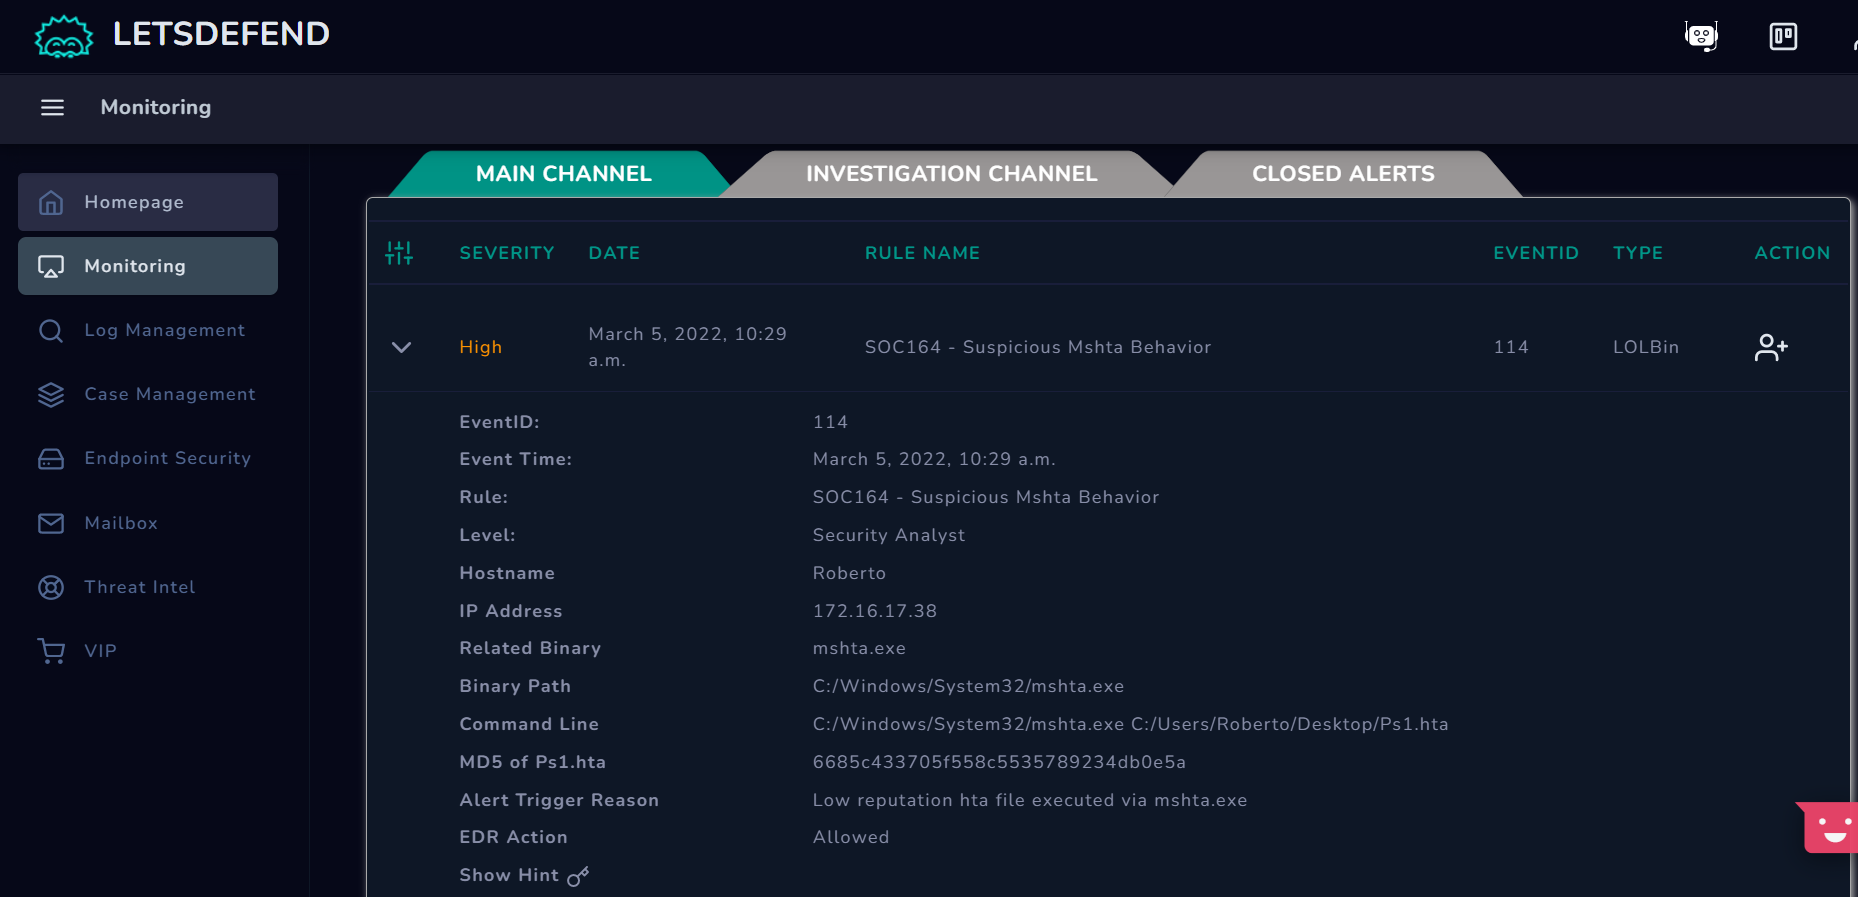 LETSDEFEND
Monitoring
Homepage
Monitoring
Log Management
Case Management
Endpoint Security
Mailbox
Threat Intel
VIP
MAIN CHANNEL
INVESTIGATION CHANNEL
CLOSED ALERTS
SEVERITY DATE RULE NAME EVENTID TYPE ACTION
High March 5, 2022, 10:29 a.m. SOC164 - Suspicious Mshta Behavior 114 LOLBin
EventID: 114
Event Time: March 5, 2022, 10:29 a.m.
Rule: SOC164 - Suspicious Mshta Behavior
Level: Security Analyst
Hostname Roberto
IP Address 172.16.17.38
Related Binary mshta.exe
Binary Path C:/Windows/System32/mshta.exe
Command Line C:/Windows/System32/mshta.exe C:/Users/Roberto/Desktop/Ps1.hta
MD5 of Ps1.hta 6685c433705f558c5535789234db0e5a
Alert Trigger Reason Low reputation hta file executed via mshta.exe
EDR Action Allowed
Show Hint